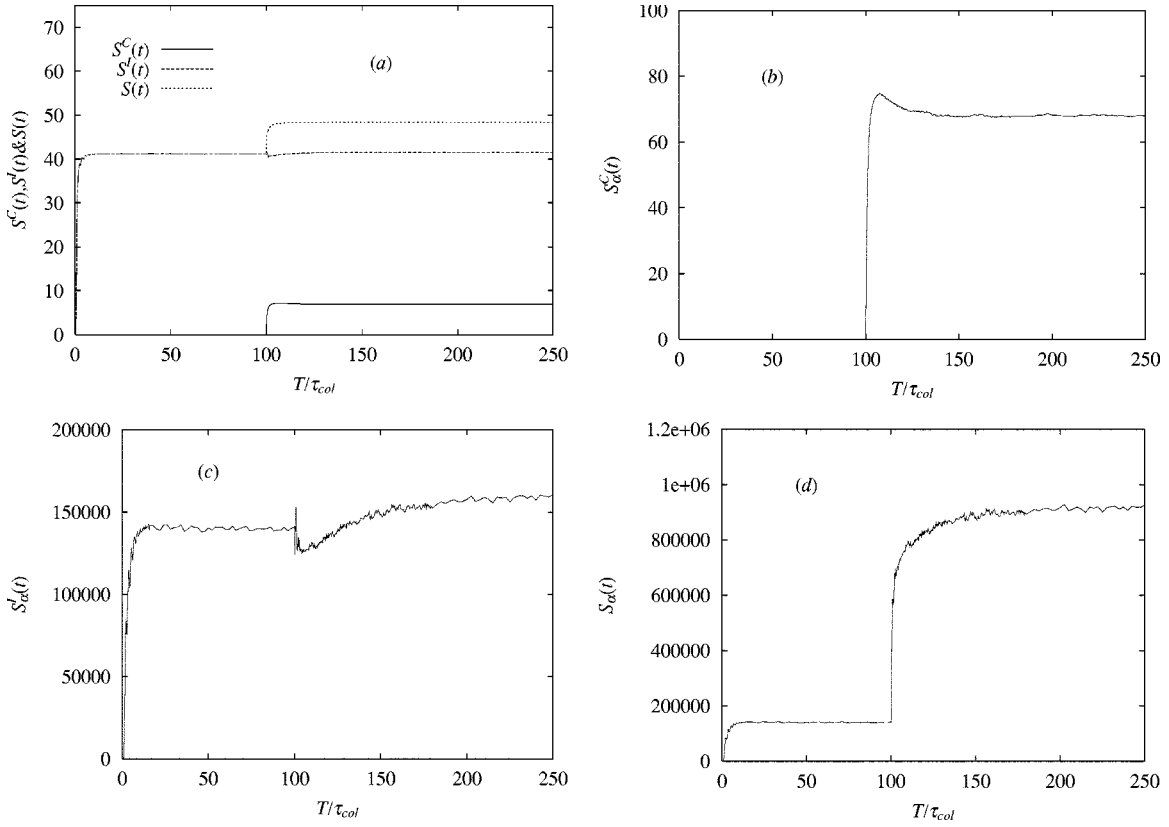 70
60
50
40
30
20
10
0
S^C(t), S^I(t)&S(t)
S^C(t)
S^I(t)
S(t)
(a)
0 50 100 150 200 250
T/τ_col
100
80
60
40
20
0
S_α^C(t)
(b)
0 50 100 150 200 250
T/τ_col
200000
150000
100000
50000
0
S_α^I(t)
(c)
0 50 100 150 200 250
T/τ_col
1.2e+06
1e+06
800000
600000
400000
200000
0
S_α(t)
(d)
0 50 100 150 200 250
T/τ_col